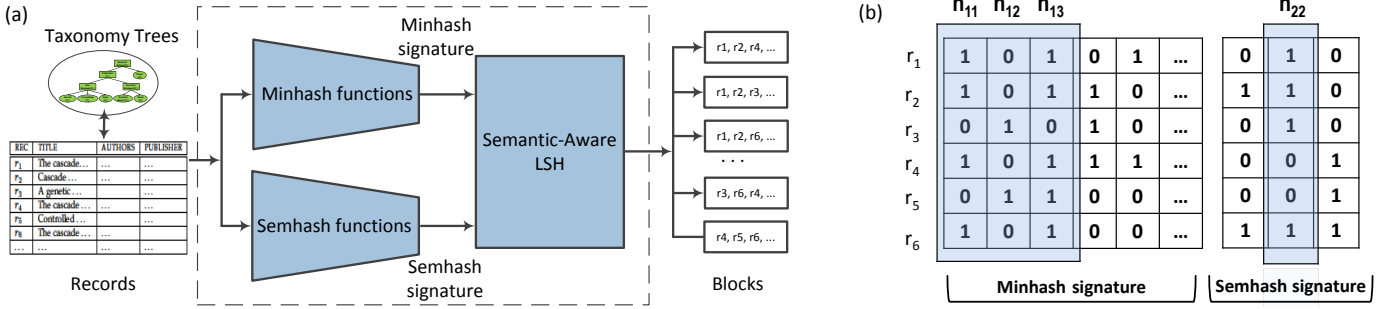 (a)
Taxonomy Trees
REC TITLE AUTHORS PUBLISHER
r1 The cascade... ... ...
r2 Cascade ... ... ...
r3 A genetic ... ...
r4 The cascade ... ... ...
r5 Controlled ... ...
r8 The cascade ... ... ...
... ... ... ...
Records
Minhash
signature
Minhash functions
Semhash functions
Semhash
signature
Semantic-Aware
LSH
r1, r2, r4, ...
r1, r2, r3, ...
r1, r2, r6, ...
. . .
r3, r6, r4, ...
r4, r5, r6, ...
Blocks
(b)
h11 h12 h13 h22
r1 1 0 1 0 1 ... 0 1 0
r2 1 0 1 1 0 ... 1 1 0
r3 0 1 0 1 0 ... 0 1 0
r4 1 0 1 1 1 ... 0 0 1
r5 0 1 1 0 0 ... 0 0 1
r6 1 0 1 0 0 ... 1 1 1
Minhash signature Semhash signature